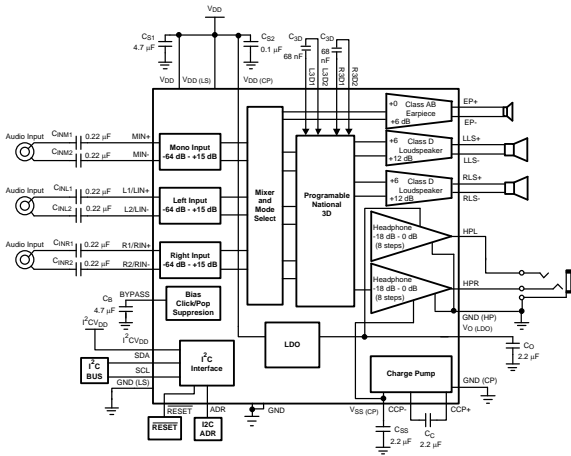 VDD
CS1
4.7 µF
CS2
0.1 µF
C3D
68 nF
C3D
68
nF
VDD
VDD (LS)
VDD (CP)
L3D1
L3D2
R3D1
R3D2
Audio Input
CINM1
0.22 µF
MIN+
CINM2
0.22 µF
MIN-
Mono Input
-64 dB - +15 dB
Audio Input
CINL1
0.22 µF
L1/LIN+
CINL2
0.22 µF
L2/LIN-
Left Input
-64 dB - +15 dB
Audio Input
CINR1
0.22 µF
R1/RIN+
CINR2
0.22 µF
R2/RIN-
Right Input
-64 dB - +15 dB
Mixer
and
Mode
Select
Programable
National
3D
+0
Class AB
Earpiece
+6 dB
EP+
EP-
+6
Class D
Loudspeaker
+12 dB
LLS+
LLS-
+6
Class D
Loudspeaker
+12 dB
RLS+
RLS-
Headphone
-18 dB - 0 dB
(8 steps)
HPL
Headphone
-18 dB - 0 dB
(8 steps)
HPR
GND (HP)
VO (LDO)
CO
2.2 µF
CB
4.7 µF
BYPASS
Bias
Click/Pop
Suppresion
I2CVDD
I2CVDD
I2C
BUS
SDA
SCL
GND (LS)
I2C
Interface
LDO
Charge Pump
GND (CP)
RESET
ADR
GND
RESET
I2C
ADR
VSS (CP)
CCP-
CCP+
CSS
2.2 µF
CC
2.2 µF